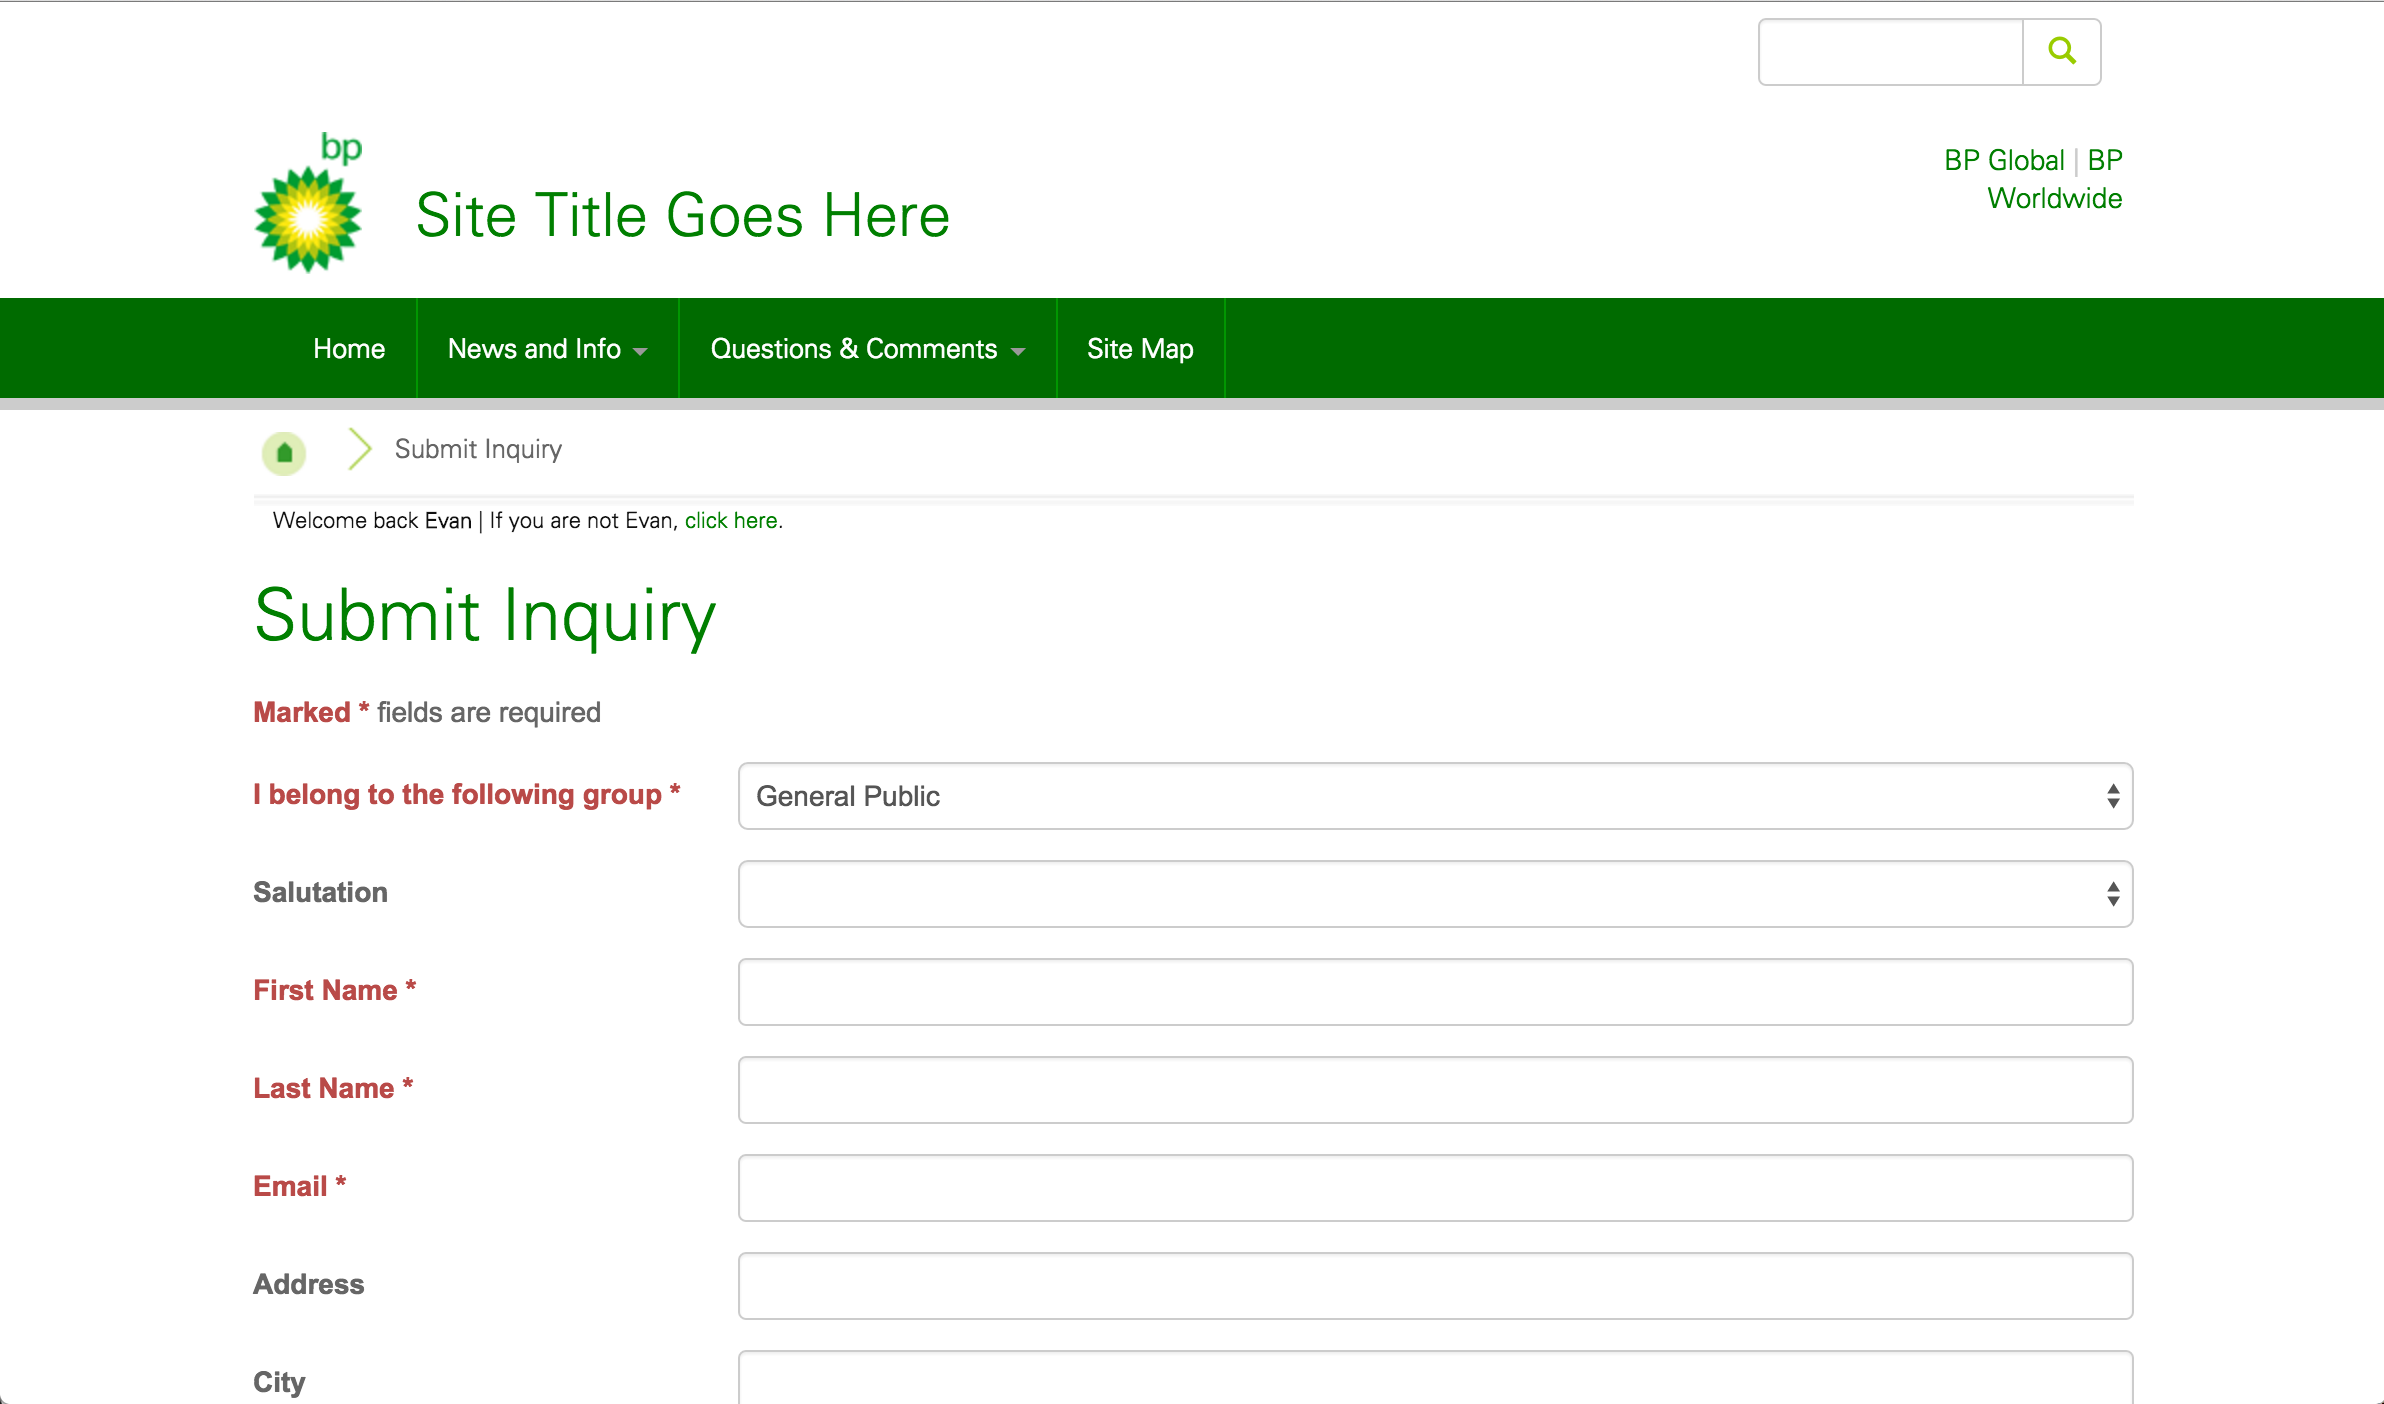 bp
Site Title Goes Here
BP Global | BP
Worldwide
Home
News and Info
Questions & Comments
Site Map
Submit Inquiry
Welcome back Evan | If you are not Evan, click here.
Submit Inquiry
Marked * fields are required
I belong to the following group *
General Public
Salutation
First Name *
Last Name *
Email *
Address
City